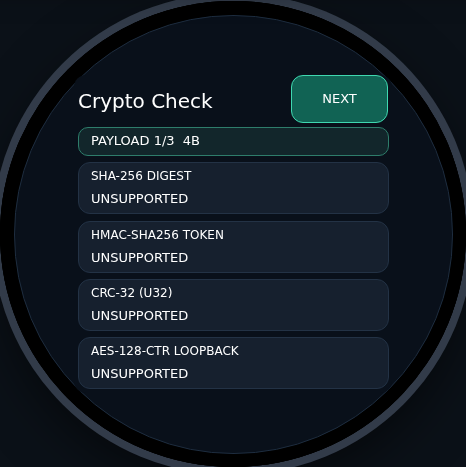 Crypto Check
NEXT
PAYLOAD 1/3  4B
SHA-256 DIGEST
UNSUPPORTED
HMAC-SHA256 TOKEN
UNSUPPORTED
CRC-32 (U32)
UNSUPPORTED
AES-128-CTR LOOPBACK
UNSUPPORTED